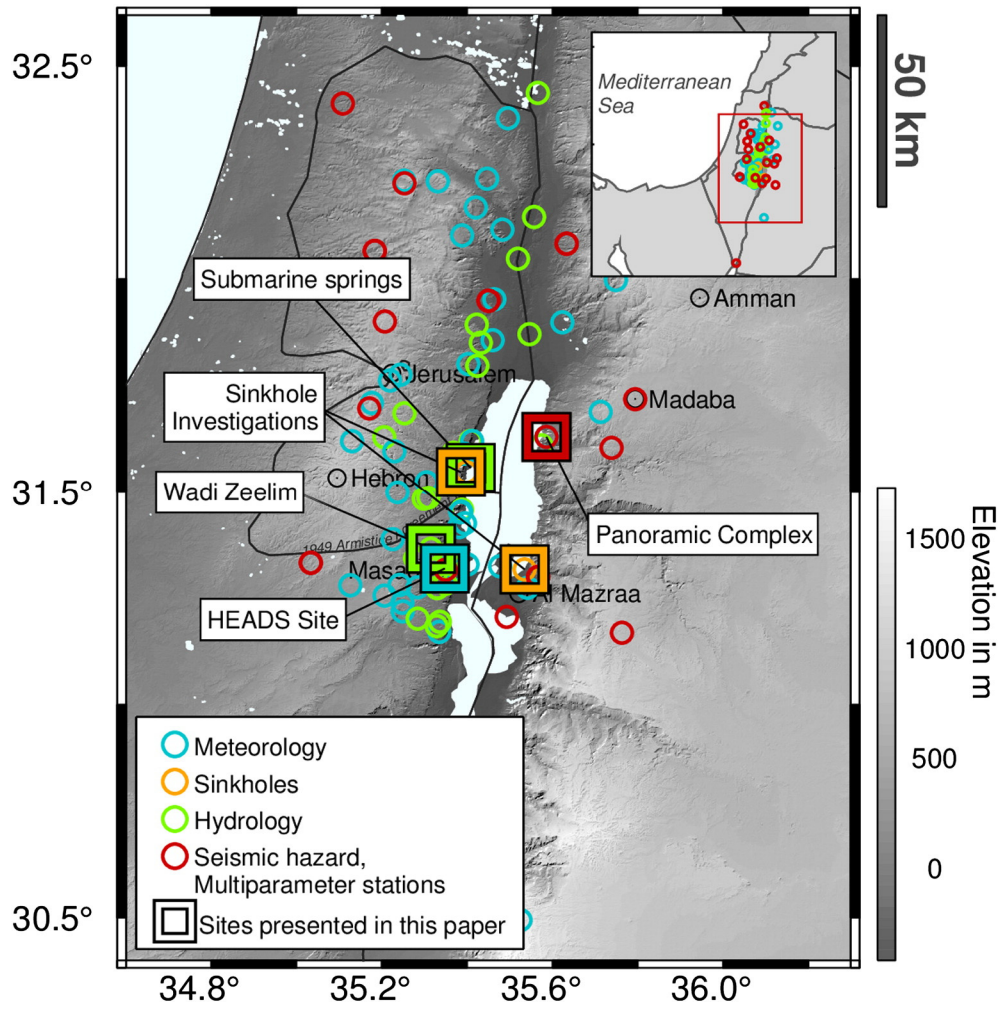 32.5°
31.5°
30.5°
34.8°
35.2°
35.6°
36.0°
50 km
Mediterranean
Sea
Amman
Submarine springs
Jerusalem
Sinkhole
Investigations
Madaba
Hebron
Wadi Zeelim
1949 Armistice Agreement
Panoramic Complex
Masa
Al Mazraa
HEADS Site
Elevation in m
1500
1000
500
0
Meteorology
Sinkholes
Hydrology
Seismic hazard,
Multiparameter stations
Sites presented in this paper